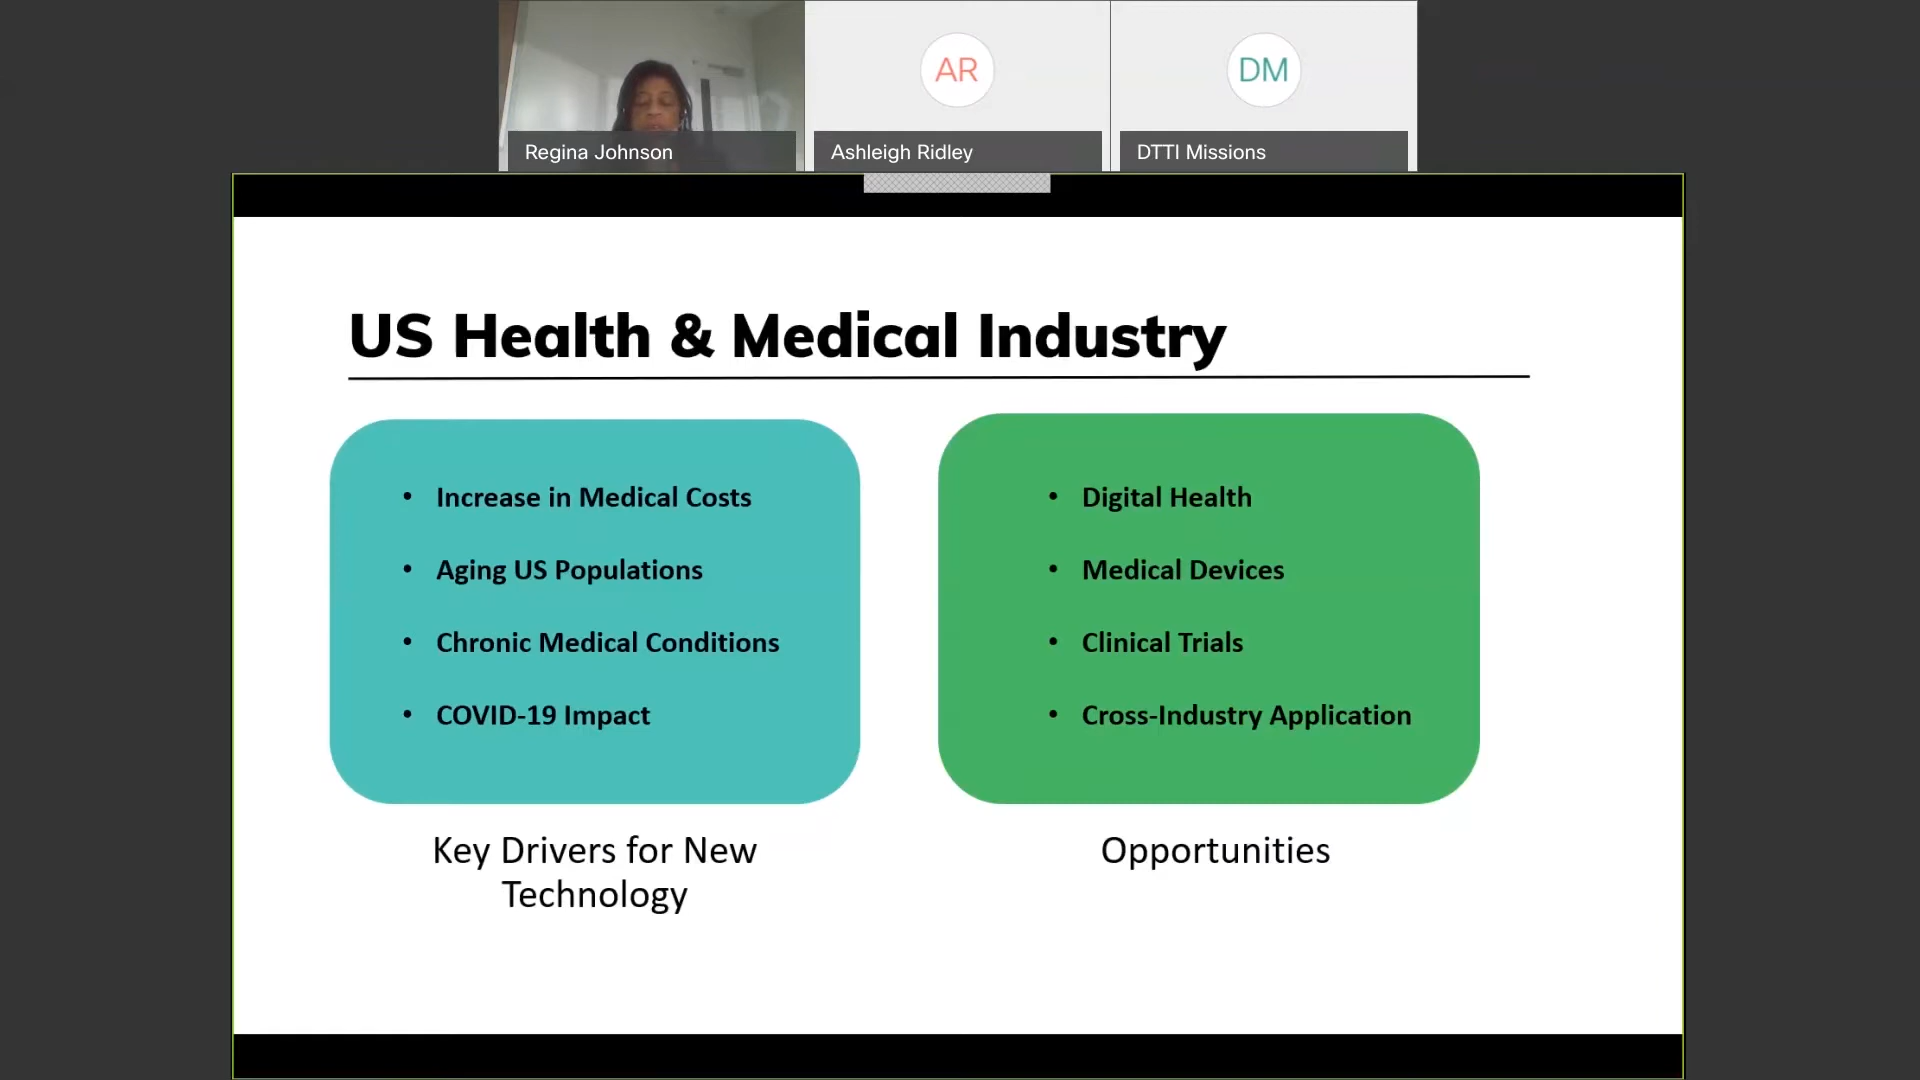 AR
DM
Regina Johnson
Ashleigh Ridley
DTTI Missions
US Health & Medical Industry
• Increase in Medical Costs
• Aging US Populations
• Chronic Medical Conditions
• COVID-19 Impact
Key Drivers for New
Technology
• Digital Health
• Medical Devices
• Clinical Trials
• Cross-Industry Application
Opportunities